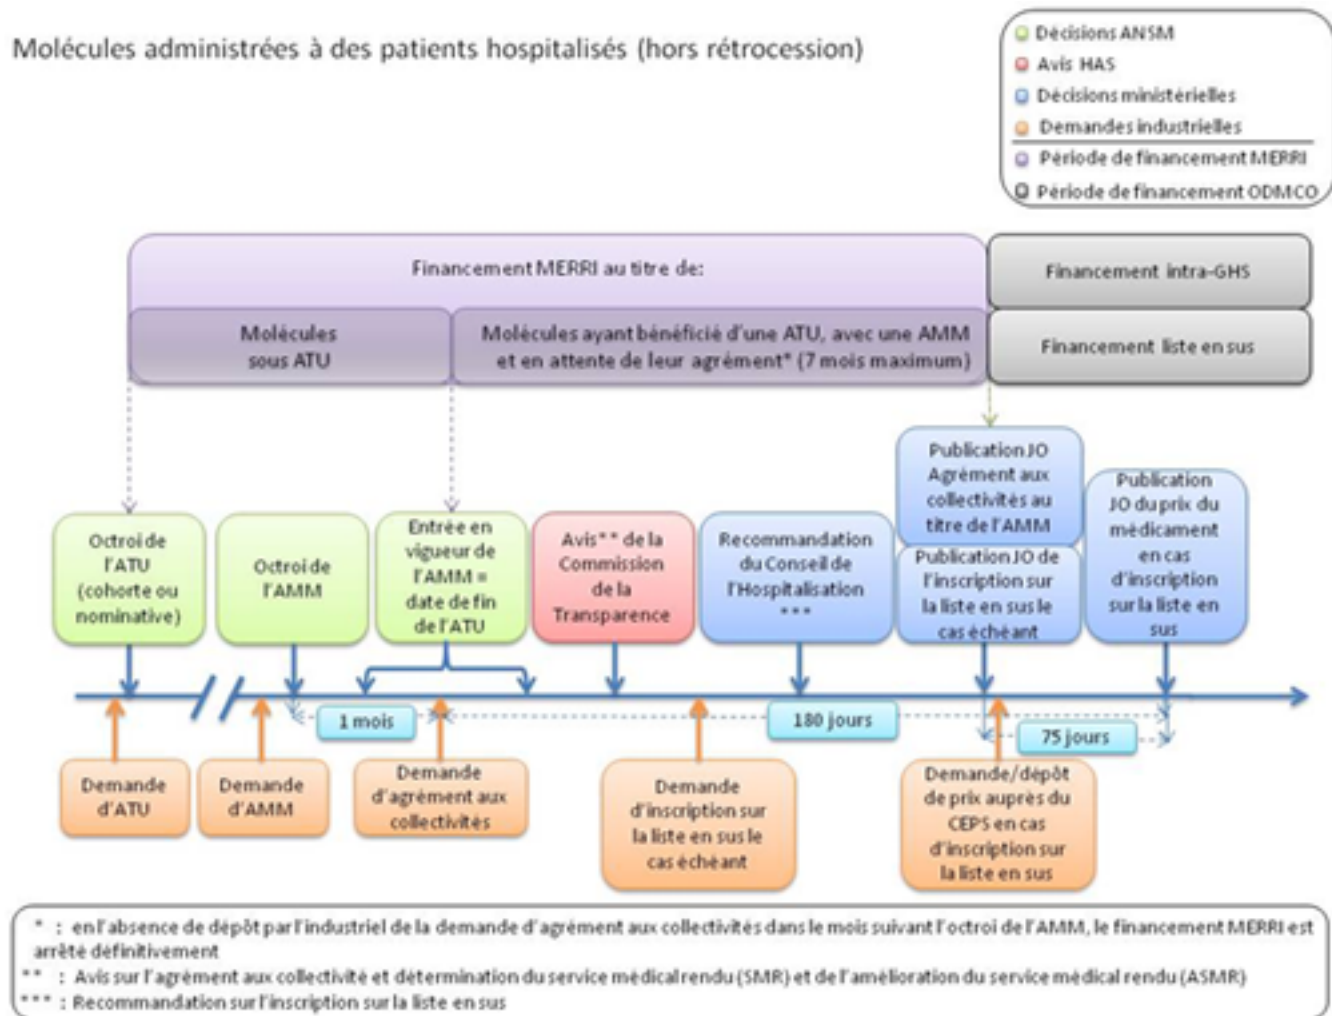 Molécules administrées à des patients hospitalisés (hors rétrocession)
Décisions ANSM
Avis HAS
Décisions ministérielles
Demandes industrielles
Période de financement MERRI
Période de financement ODMCO
Financement MERRI au titre de:
Molécules
sous ATU
Molécules ayant bénéficié d'une ATU, avec une AMM
et en attente de leur agrément* (7 mois maximum)
Financement intra-GHS
Financement liste en sus
Octroi de
l'ATU
(cohorte ou
nominative)
Octroi de
l'AMM
Entrée en
vigueur de
l'AMM =
date de fin
de l'ATU
Avis** de la
Commission
de la
Transparence
Recommandation
du Conseil de
l'Hospitalisation
***
Publication JO
Agrément aux
collectivités au
titre de l'AMM
Publication JO de
l'inscription sur
la liste en sus le
cas échéant
Publication
JO du prix du
médicament
en cas
d'inscription
sur la liste en
sus
1 mois
180 jours
75 jours
Demande
d'ATU
Demande
d'AMM
Demande
d'agrément aux
collectivités
Demande
d'inscription sur
la liste en sus le
cas échéant
Demande/dépôt
de prix auprès du
CEPS en cas
d'inscription sur
la liste en sus
* : en l'absence de dépôt par l'industriel de la demande d'agrément aux collectivités dans le mois suivant l'octroi de l'AMM, le financement MERRI est
arrêté définitivement
** : Avis sur l'agrément aux collectivité et détermination du service médical rendu (SMR) et de l'amélioration du service médical rendu (ASMR)
*** : Recommandation sur l'inscription sur la liste en sus